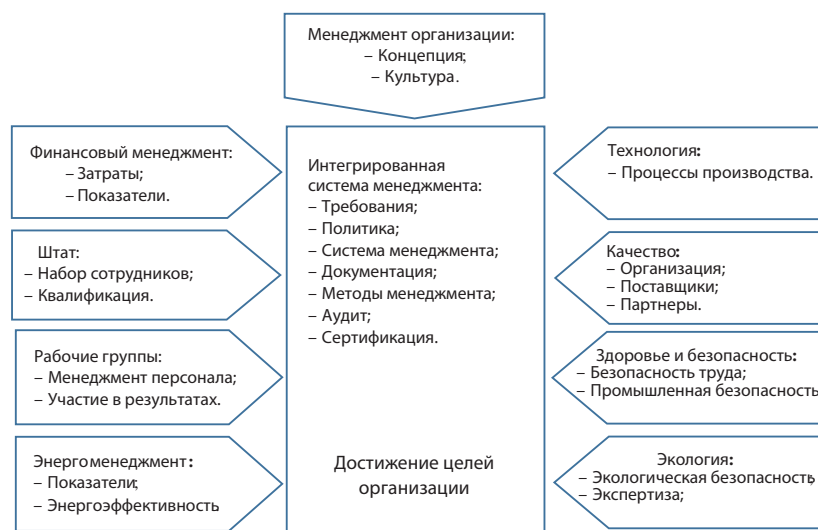 Менеджмент организации:
– Концепция;
– Культура.
Финансовый менеджмент:
– Затраты;
– Показатели.
Штат:
– Набор сотрудников;
– Квалификация.
Рабочие группы:
– Менеджмент персонала;
– Участие в результатах.
Энергоменеджмент:
– Показатели;
– Энергоэффективность
Интегрированная
система менеджмента:
– Требования;
– Политика;
– Система менеджмента;
– Документация;
– Методы менеджмента;
– Аудит;
– Сертификация.
Достижение целей
организации
Технология:
– Процессы производства.
Качество:
– Организация;
– Поставщики;
– Партнеры.
Здоровье и безопасность:
– Безопасность труда;
– Промышленная безопасность
Экология:
– Экологическая безопасность,
– Экспертиза;